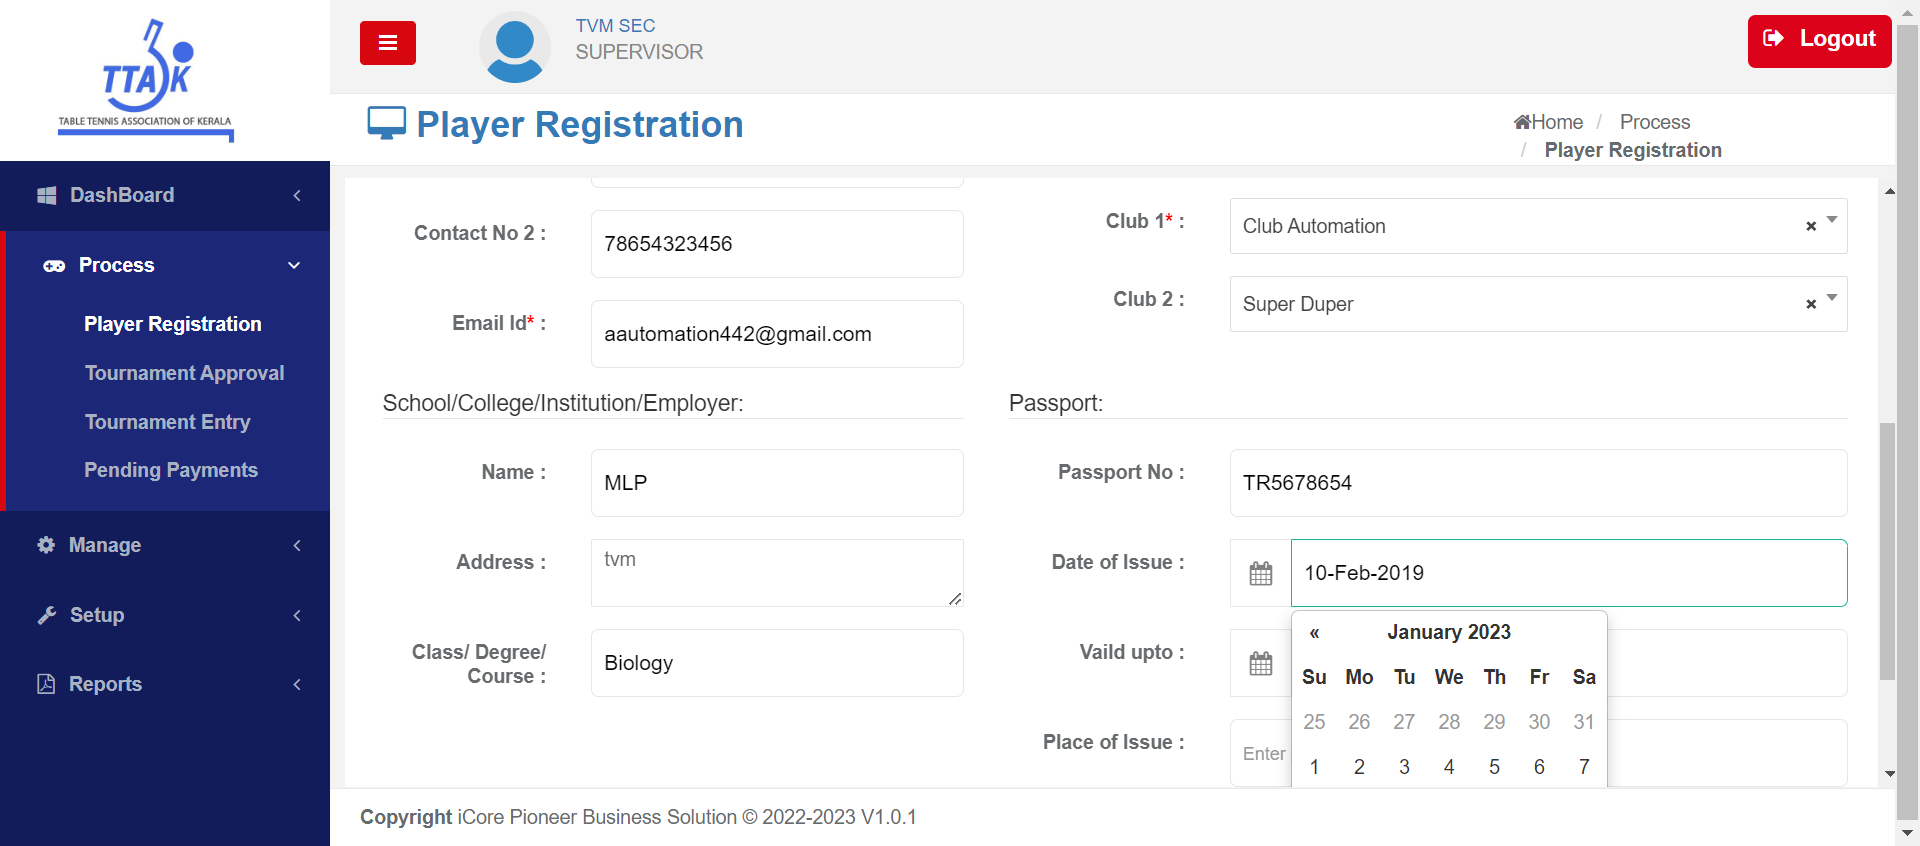 TTAK
TABLE TENNIS ASSOCIATION OF KERALA
DashBoard
Process
Player Registration
Tournament Approval
Tournament Entry
Pending Payments
Manage
Setup
Reports
TVM SEC
SUPERVISOR
Logout
Player Registration
Home / Process
/ Player Registration
Contact No 2 :
78654323456
Email Id* :
aautomation442@gmail.com
Club 1* :
Club Automation
×
Club 2 :
Super Duper
×
School/College/Institution/Employer:
Name :
MLP
Address :
tvm
Class/ Degree/
Course :
Biology
Passport:
Passport No :
TR5678654
Date of Issue :
10-Feb-2019
Vaild upto :
Place of Issue :
Enter
« January 2023
Su Mo Tu We Th Fr Sa
25 26 27 28 29 30 31
1 2 3 4 5 6 7
Copyright iCore Pioneer Business Solution © 2022-2023 V1.0.1